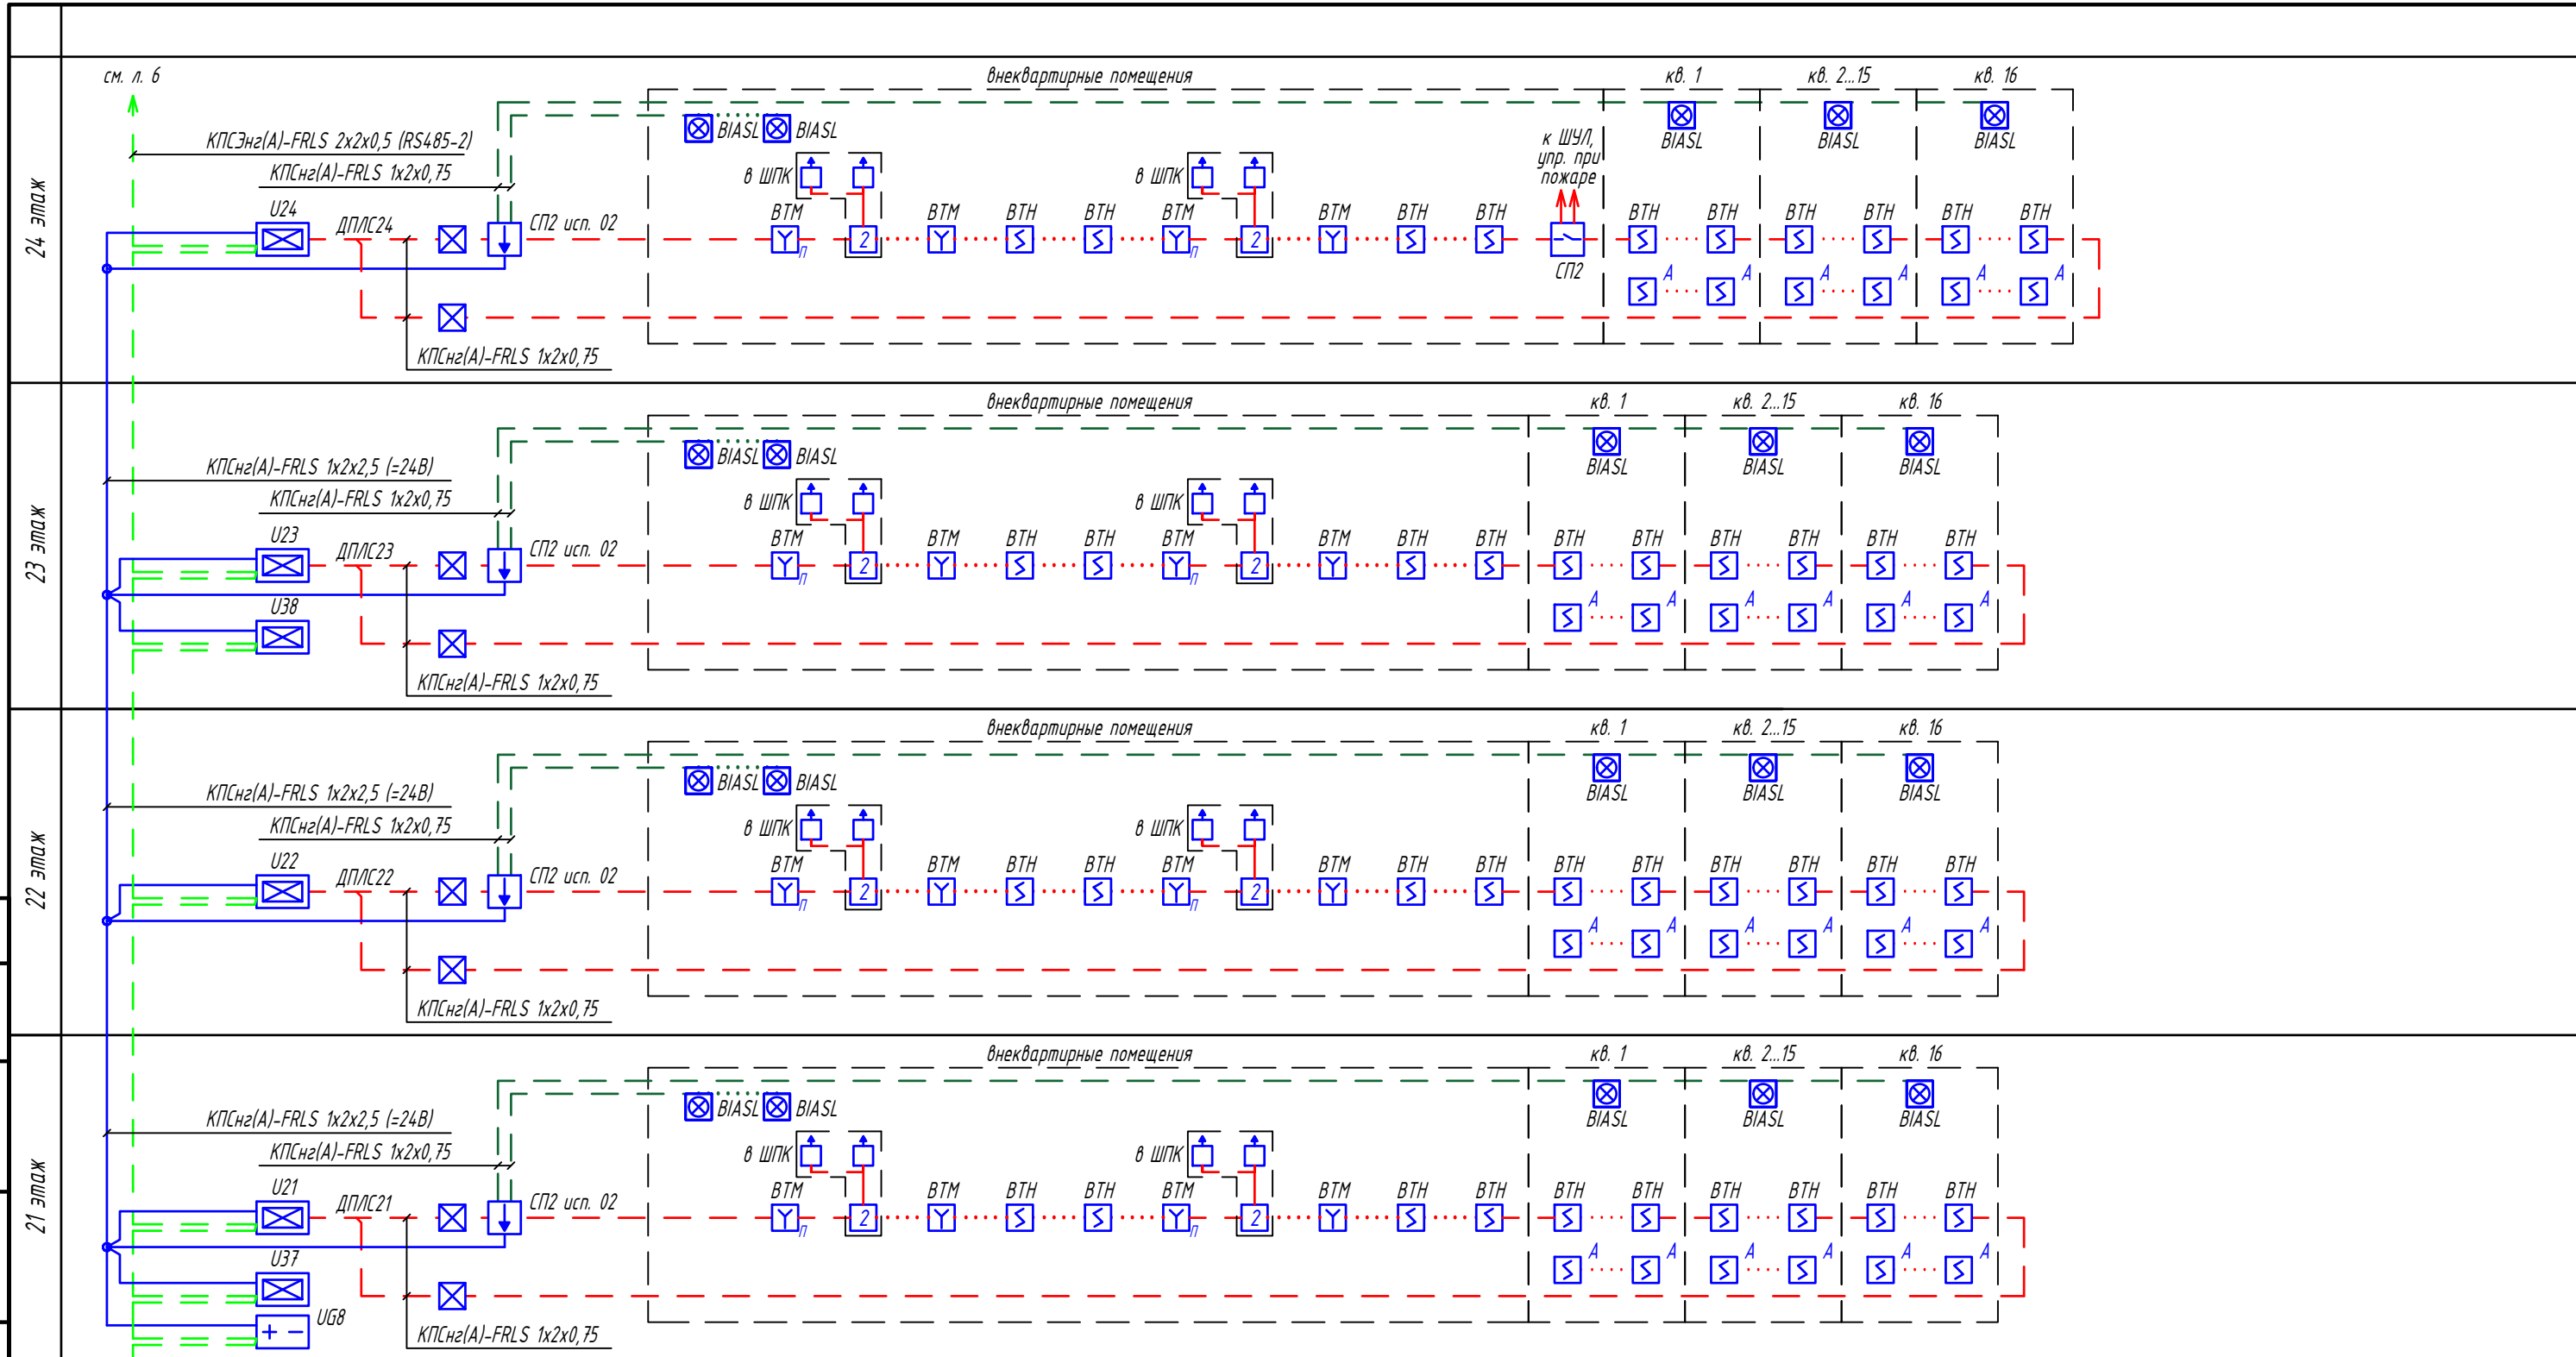 см. л. 6
внеквартирные помещения
кв. 1
кв. 2...15
кв. 16
24 этаж
КПСЭнг(А)-FRLS 2х2х0,5 (RS485-2)
КПСнг(А)-FRLS 1х2х0,75
BIASL
BIASL
BIASL
BIASL
BIASL
к ШУЛ,
упр. при
пожаре
в ШПК
в ШПК
U24
ДПЛС24
СП2 исп. 02
ВТМ
ВТМ
ВТН
ВТН
ВТМ
ВТМ
ВТН
ВТН
ВТН
ВТН
ВТН
ВТН
ВТН
ВТН
П
2
П
2
СП2
А
А
А
А
А
А
КПСнг(А)-FRLS 1х2х0,75
внеквартирные помещения
кв. 1
кв. 2...15
кв. 16
23 этаж
КПСнг(А)-FRLS 1х2х2,5 (=24В)
КПСнг(А)-FRLS 1х2х0,75
BIASL
BIASL
BIASL
BIASL
BIASL
в ШПК
в ШПК
U23
ДПЛС23
СП2 исп. 02
ВТМ
ВТМ
ВТН
ВТН
ВТМ
ВТМ
ВТН
ВТН
ВТН
ВТН
ВТН
ВТН
ВТН
ВТН
П
2
П
2
U38
А
А
А
А
А
А
КПСнг(А)-FRLS 1х2х0,75
внеквартирные помещения
кв. 1
кв. 2...15
кв. 16
22 этаж
КПСнг(А)-FRLS 1х2х2,5 (=24В)
КПСнг(А)-FRLS 1х2х0,75
BIASL
BIASL
BIASL
BIASL
BIASL
в ШПК
в ШПК
U22
ДПЛС22
СП2 исп. 02
ВТМ
ВТМ
ВТН
ВТН
ВТМ
ВТМ
ВТН
ВТН
ВТН
ВТН
ВТН
ВТН
ВТН
ВТН
П
2
П
2
А
А
А
А
А
А
КПСнг(А)-FRLS 1х2х0,75
внеквартирные помещения
кв. 1
кв. 2...15
кв. 16
21 этаж
КПСнг(А)-FRLS 1х2х2,5 (=24В)
КПСнг(А)-FRLS 1х2х0,75
BIASL
BIASL
BIASL
BIASL
BIASL
в ШПК
в ШПК
U21
ДПЛС21
СП2 исп. 02
ВТМ
ВТМ
ВТН
ВТН
ВТМ
ВТМ
ВТН
ВТН
ВТН
ВТН
ВТН
ВТН
ВТН
ВТН
П
2
П
2
U37
А
А
А
А
А
А
UG8
КПСнг(А)-FRLS 1х2х0,75